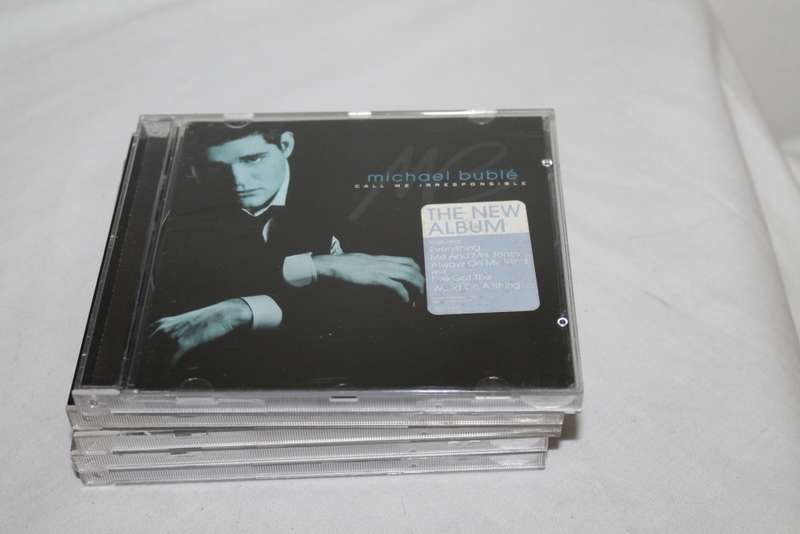 michael bublé
CALL ME IRRESPONSIBLE
THE NEW
ALBUM
Everything
Me And Mrs Jones
Always On My Mind
and
I've Got The
World On A String